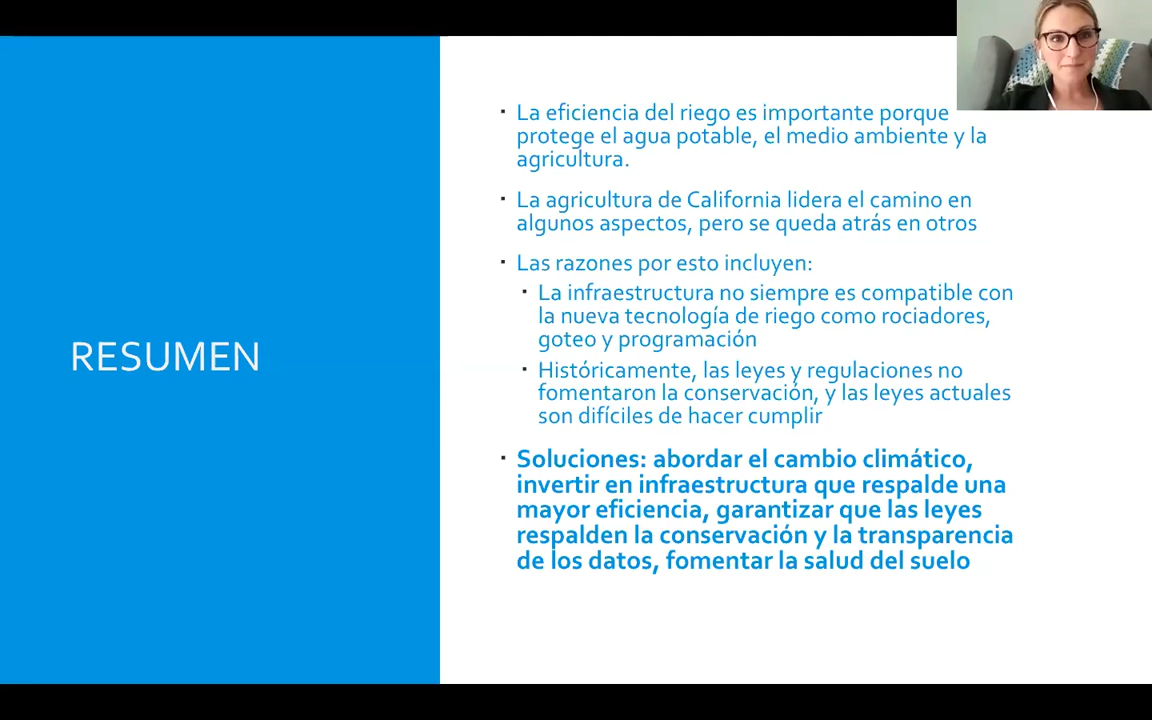 RESUMEN
La eficiencia del riego es importante porque
protege el agua potable, el medio ambiente y la
agricultura.
La agricultura de California lidera el camino en
algunos aspectos, pero se queda atrás en otros
Las razones por esto incluyen:
La infraestructura no siempre es compatible con
la nueva tecnología de riego como rociadores,
goteo y programación
Históricamente, las leyes y regulaciones no
fomentaron la conservación, y las leyes actuales
son difíciles de hacer cumplir
Soluciones: abordar el cambio climático,
invertir en infraestructura que respalde una
mayor eficiencia, garantizar que las leyes
respalden la conservación y la transparencia
de los datos, fomentar la salud del suelo